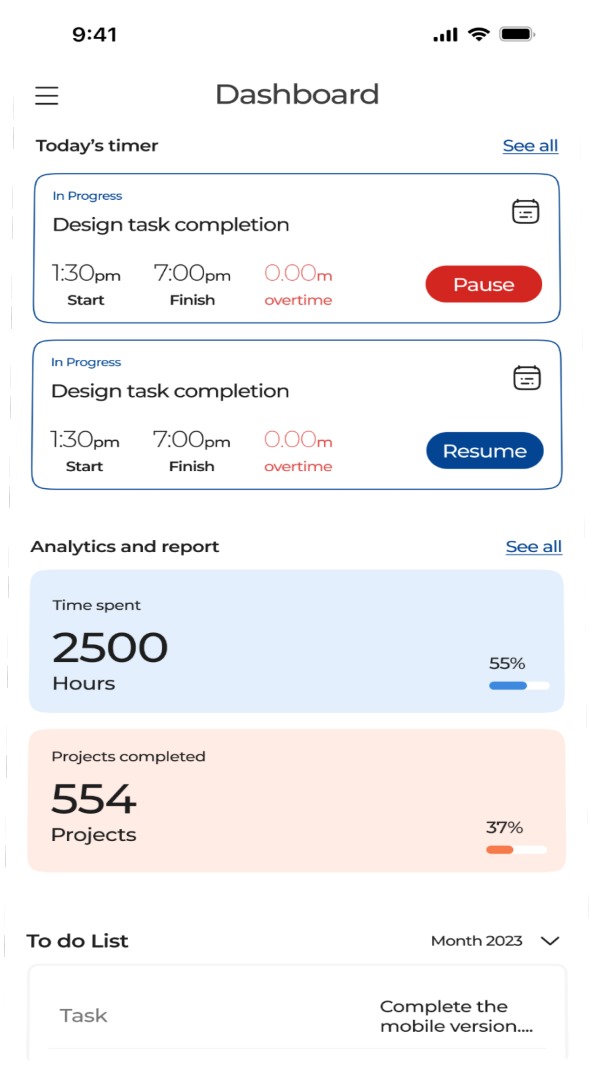 9:41
Dashboard
Today's timer See all
In Progress
Design task completion
1:30pm 7:00pm 0.00m
Start Finish overtime
Pause
In Progress
Design task completion
1:30pm 7:00pm 0.00m
Start Finish overtime
Resume
Analytics and report See all
Time spent
2500
Hours
55%
Projects completed
554
Projects
37%
To do List Month 2023
Task
Complete the
mobile version....